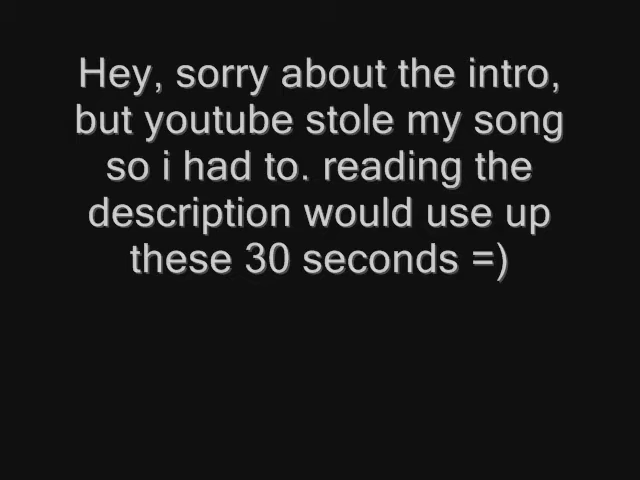 Hey, sorry about the intro,
but youtube stole my song
so i had to. reading the
description would use up
these 30 seconds =)